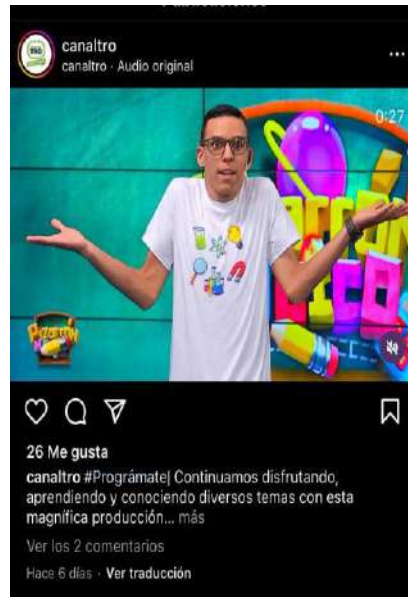 canaltro
canaltro · Audio original
0:27
26 Me gusta
canaltro #Prográmate| Continuamos disfrutando,
aprendiendo y conociendo diversos temas con esta
magnífica producción... más
Ver los 2 comentarios
Hace 6 días · Ver traducción